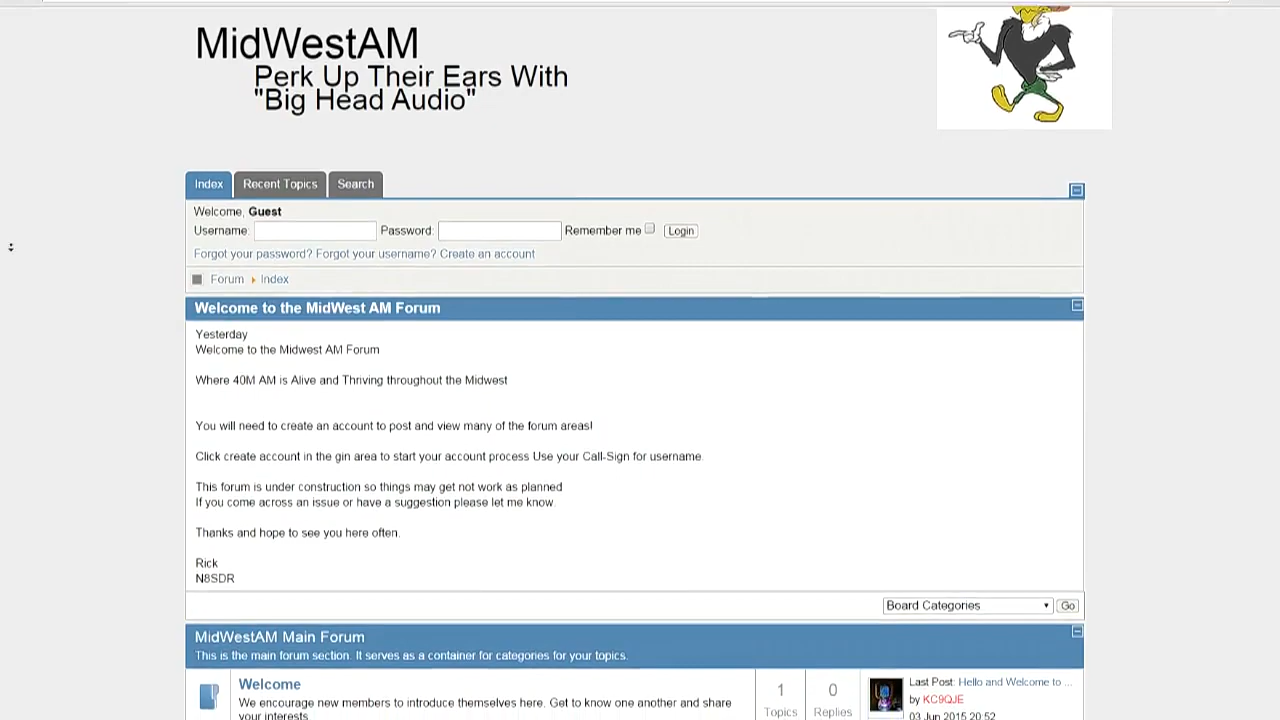 MidWestAM
Perk Up Their Ears With
"Big Head Audio"
Index
Recent Topics
Search
Welcome, Guest
Username: Password: Remember me Login
Forgot your password? Forgot your username? Create an account
Forum Index
Welcome to the MidWest AM Forum
Yesterday
Welcome to the Midwest AM Forum
Where 40M AM is Alive and Thriving throughout the Midwest
You will need to create an account to post and view many of the forum areas!
Click create account in the gin area to start your account process Use your Call-Sign for username.
This forum is under construction so things may get not work as planned
If you come across an issue or have a suggestion please let me know.
Thanks and hope to see you here often.
Rick
N8SDR
Board Categories Go
MidWestAM Main Forum
This is the main forum section. It serves as a container for categories for your topics.
Welcome
We encourage new members to introduce themselves here. Get to know one another and share
your interests
1
Topics
0
Replies
Last Post: Hello and Welcome to ...
by KC9QJE
03 Jun 2015 20:52